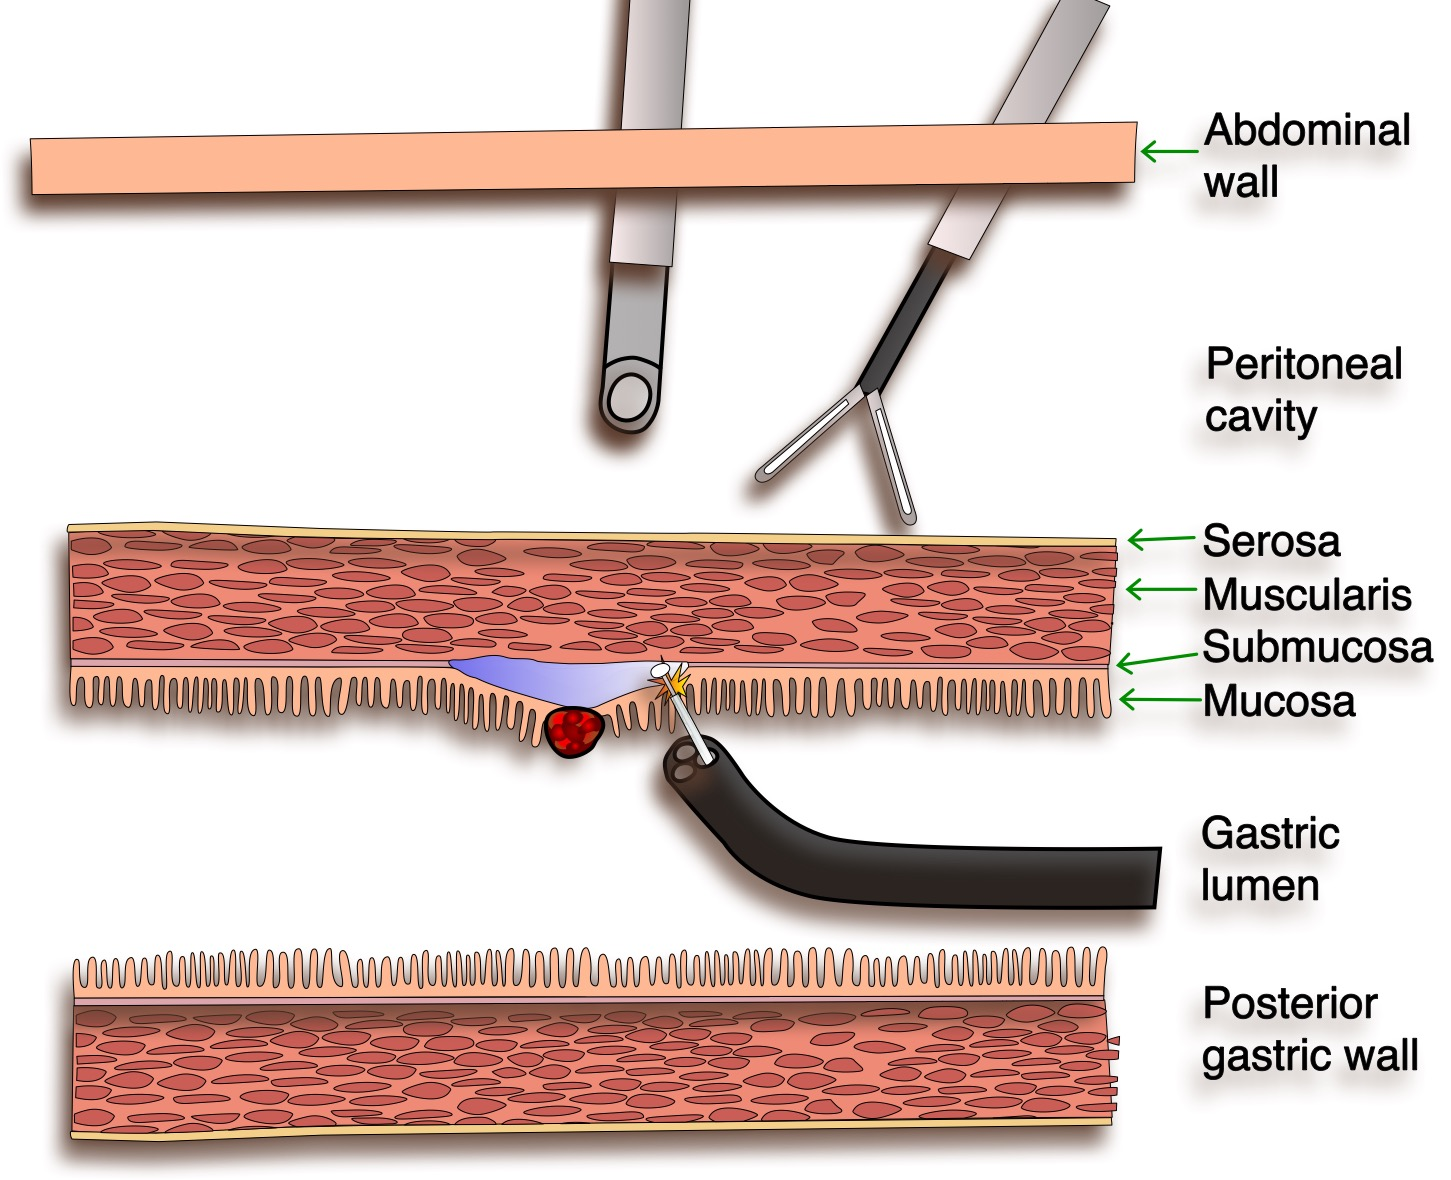 Abdominal
wall
Peritoneal
cavity
Serosa
Muscularis
Submucosa
Mucosa
Gastric
lumen
Posterior
gastric wall